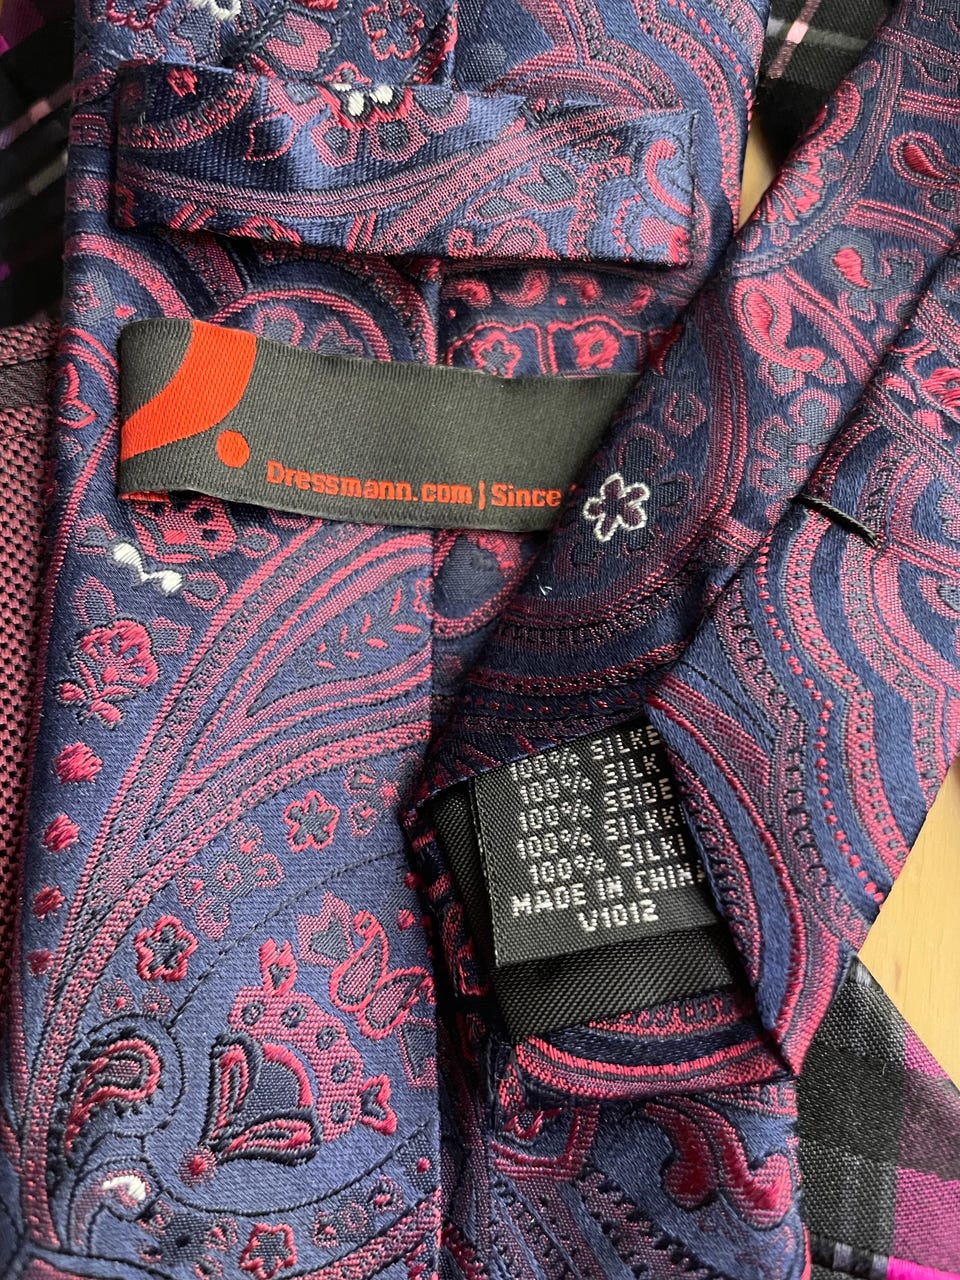 Dressmann.com | Since
100% SILKE
100% SILK
100% SEIDE
100% SILKKI
100% SILKI
MADE IN CHINA
V1012